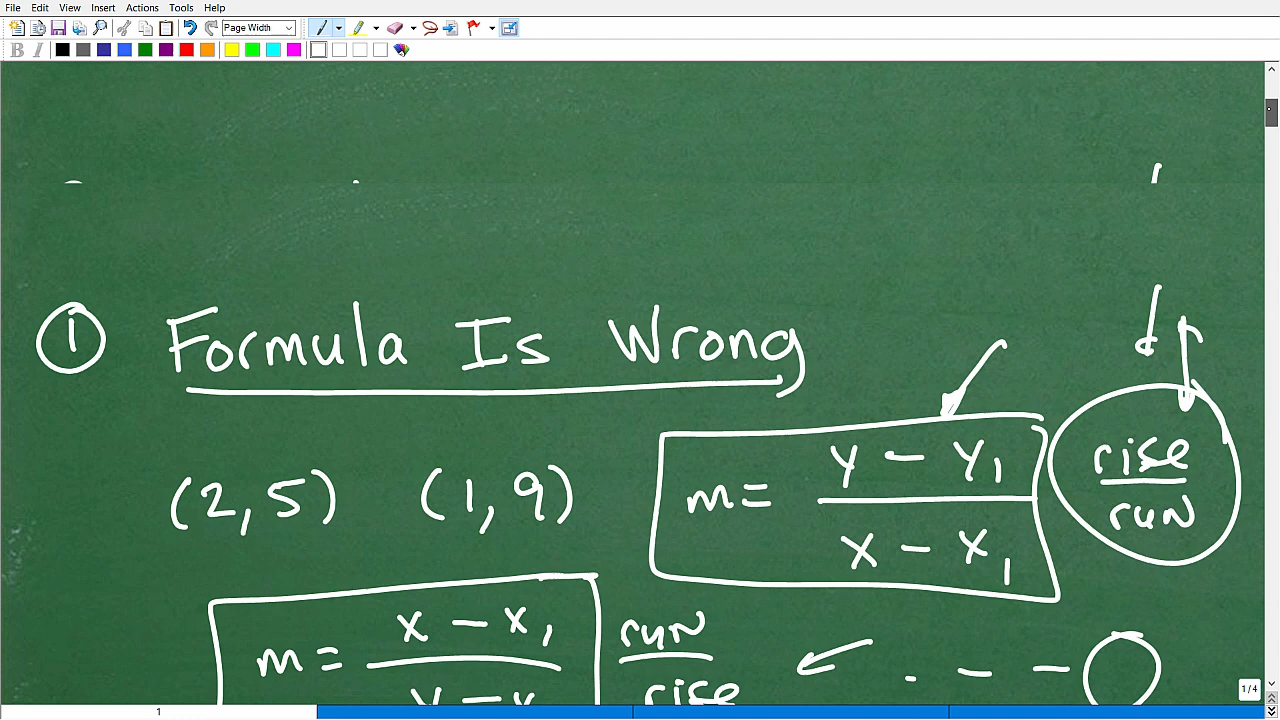 File Edit View Insert Actions Tools Help
Page Width
B I
1 Formula Is Wrong
(2,5) (1,9)
m = y - y₁ / x - x₁
rise
run
m = x - x₁
y - y
run
rise
1/4
1